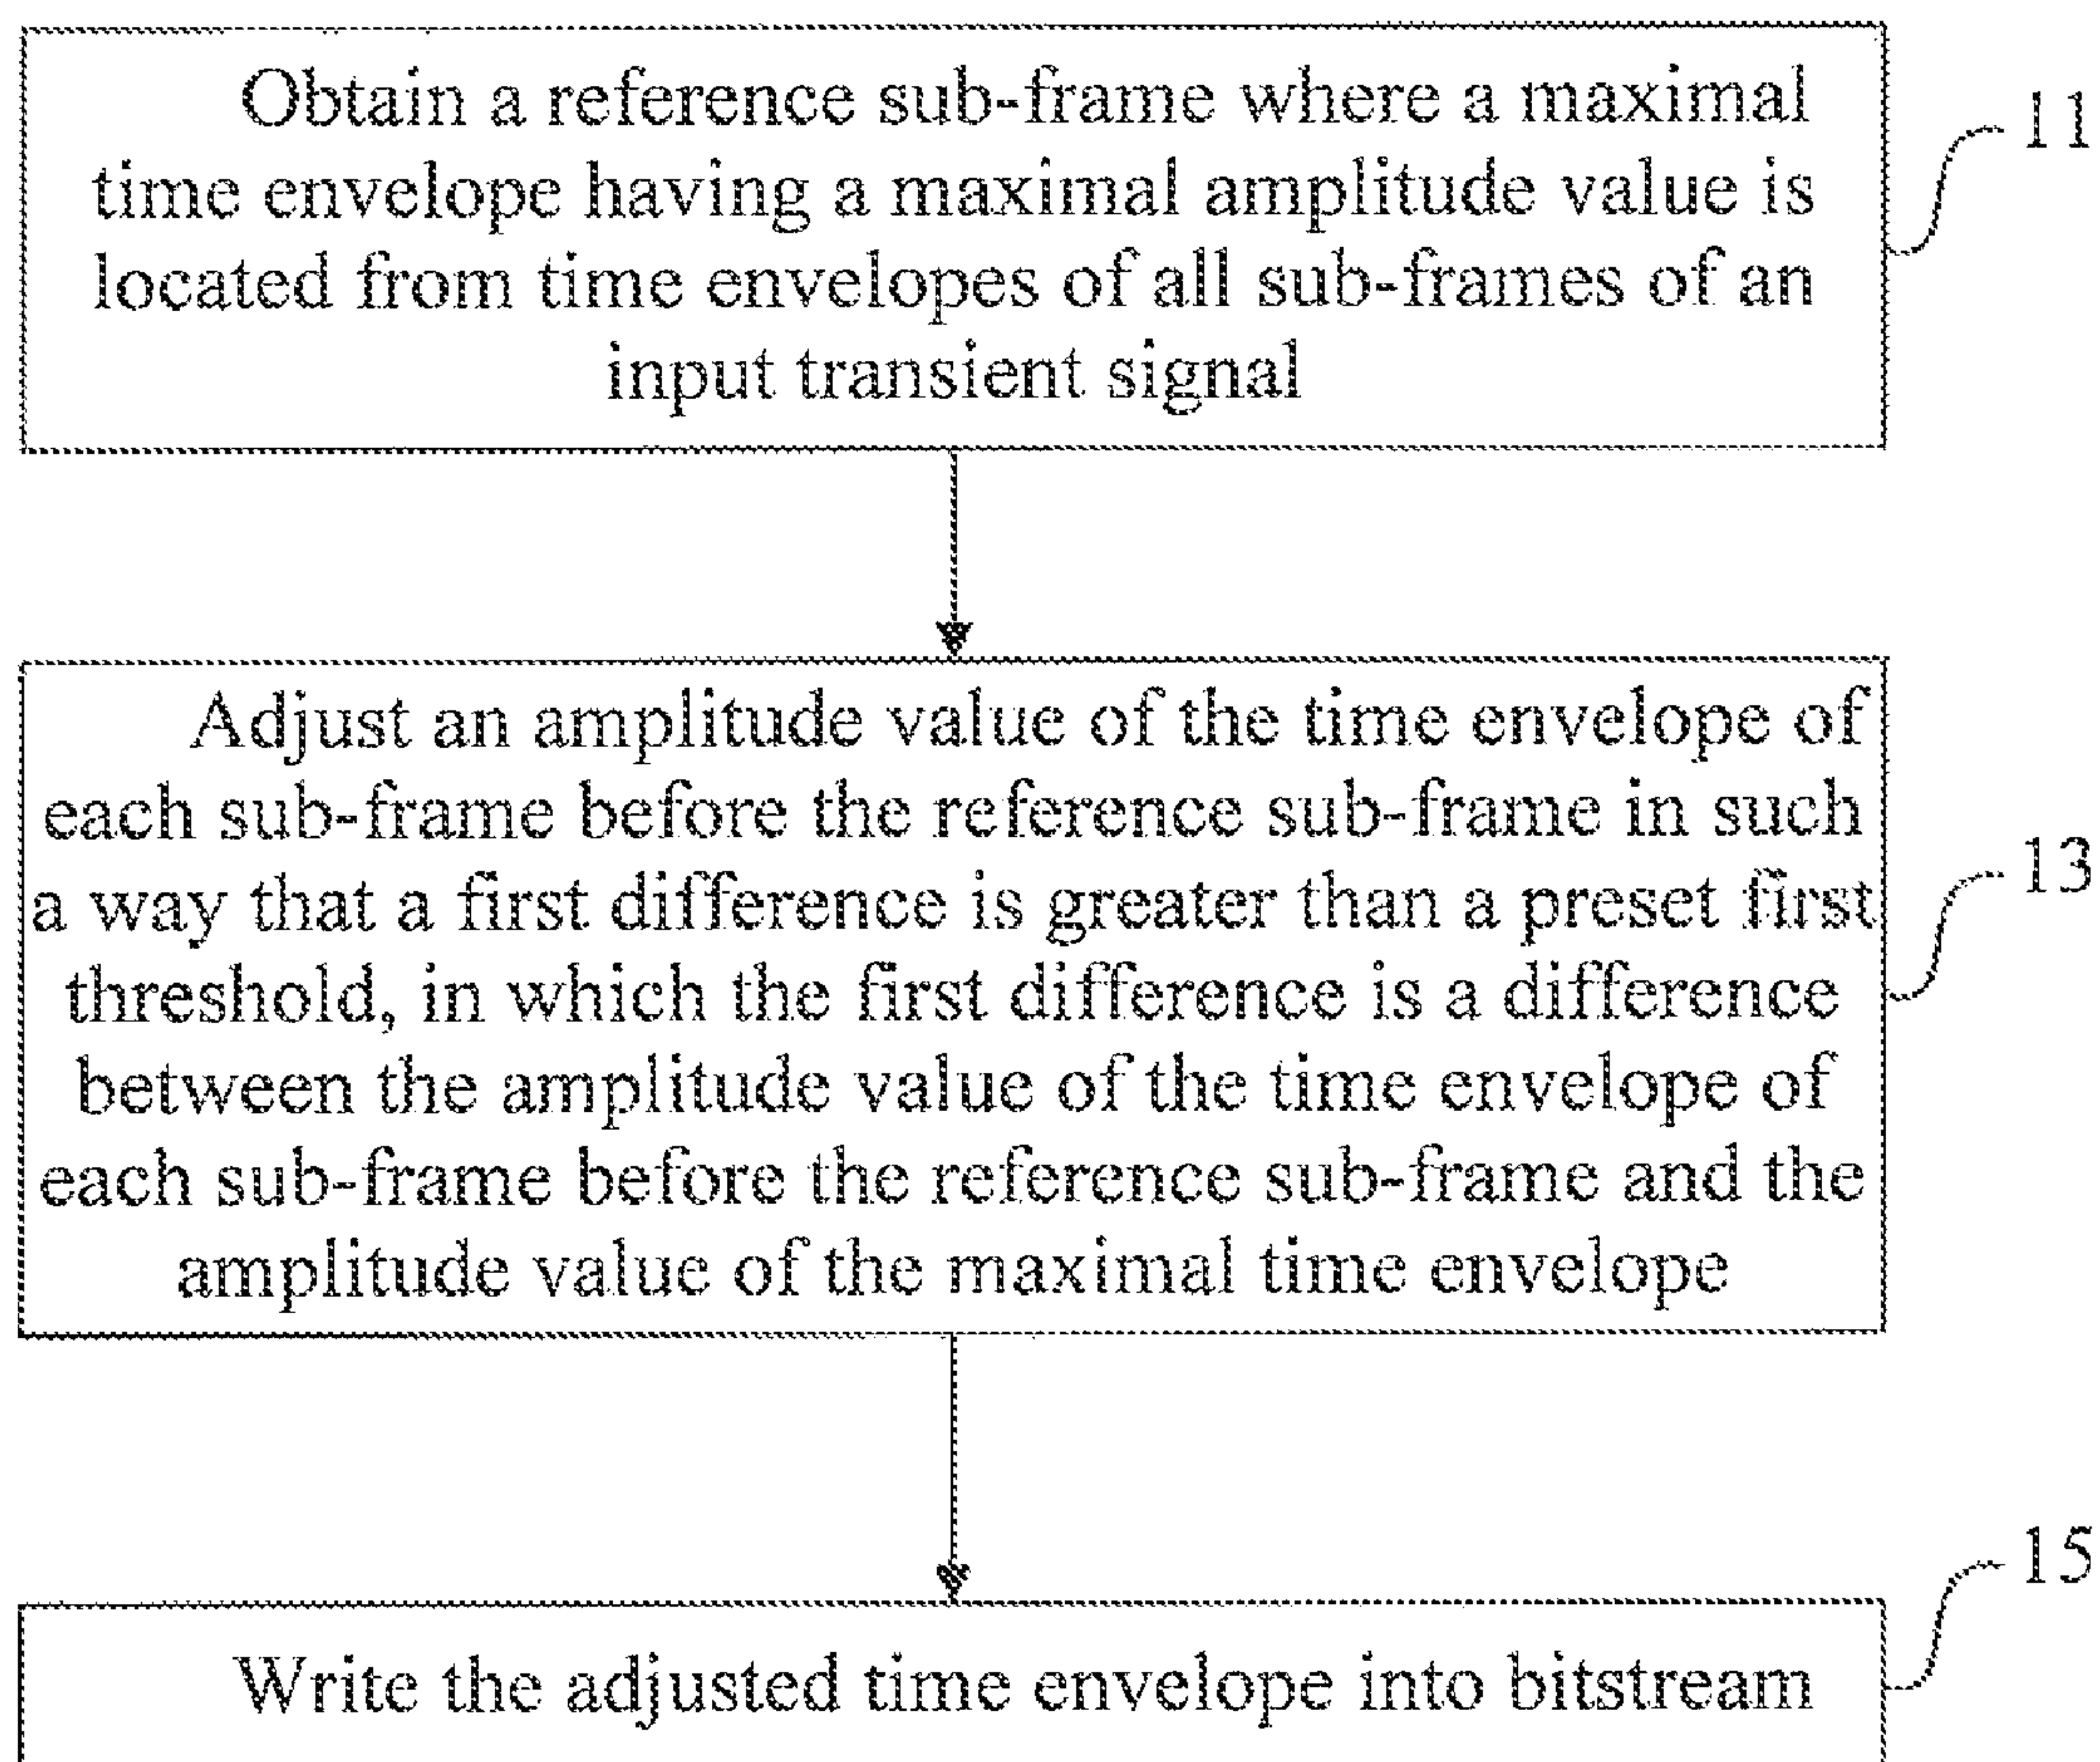 Obtain a reference sub-frame where a maximal
time envelope having a maximal amplitude value is
located from time envelopes of all sub-frames of an
input transient signal
11
Adjust an amplitude value of the time envelope of
each sub-frame before the reference sub-frame in such
a way that a first difference is greater than a preset first
threshold, in which the first difference is a difference
between the amplitude value of the time envelope of
each sub-frame before the reference sub-frame and the
amplitude value of the maximal time envelope
13
Write the adjusted time envelope into bitstream
15